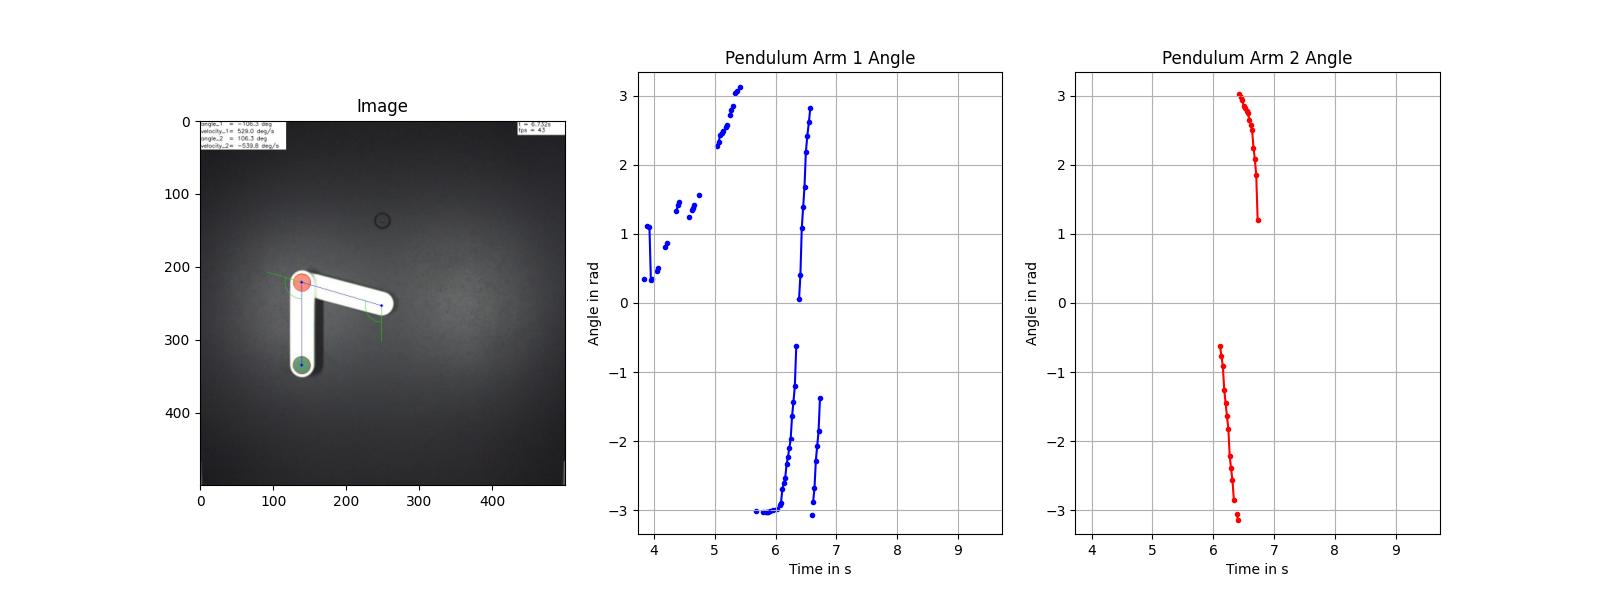 Image
angle_1 = -106.3 deg
velocity_1= 529.0 deg/s
angle_2 = 106.3 deg
velocity_2= -539.8 deg/s
t = 6.732s
fps = 43
0
100
200
300
400
0 100 200 300 400
Pendulum Arm 1 Angle
Angle in rad
3
2
1
0
−1
−2
−3
4 5 6 7 8 9
Time in s
Pendulum Arm 2 Angle
Angle in rad
3
2
1
0
−1
−2
−3
4 5 6 7 8 9
Time in s